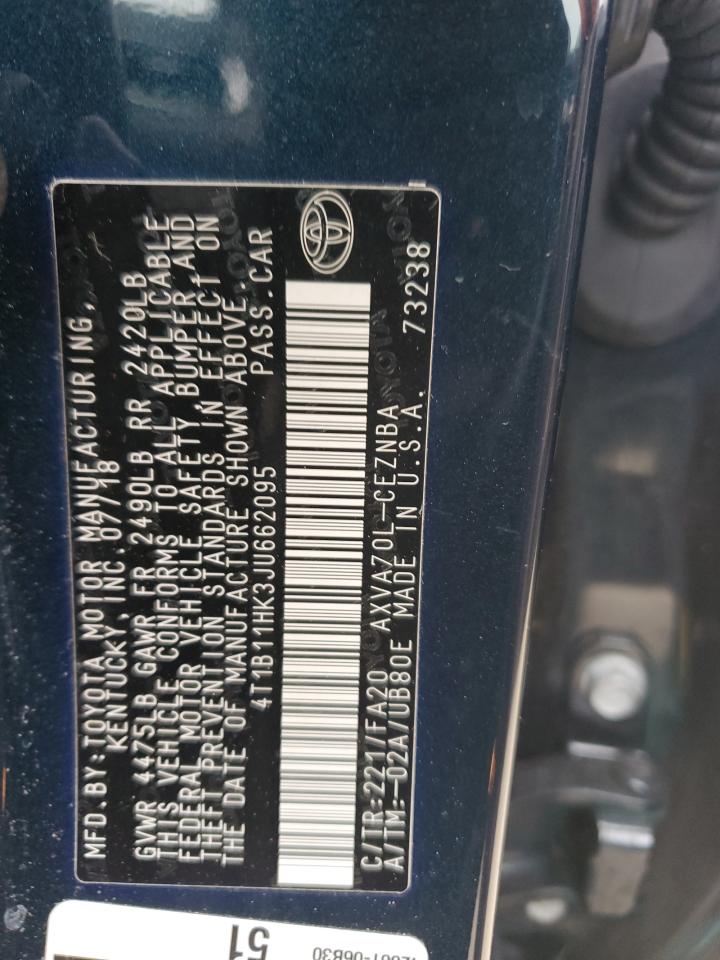 MFD.BY:TOYOTA MOTOR MANUFACTURING,
KENTUCKY, INC. 07/18
GVWR 4475LB GAWR FR 2490LB RR 2420LB
THIS VEHICLE CONFORMS TO ALL APPLICABLE
FEDERAL MOTOR VEHICLE SAFETY, BUMPER, AND
THEFT PREVENTION STANDARDS IN EFFECT ON
THE DATE OF MANUFACTURE SHOWN ABOVE.
4T1B11HK3JU662095 PASS.CAR
C/TR:221/FA20 AXVA70L-CEZNBA
A/TM:-02A/UB80E MADE IN U.S.A. 73238
51